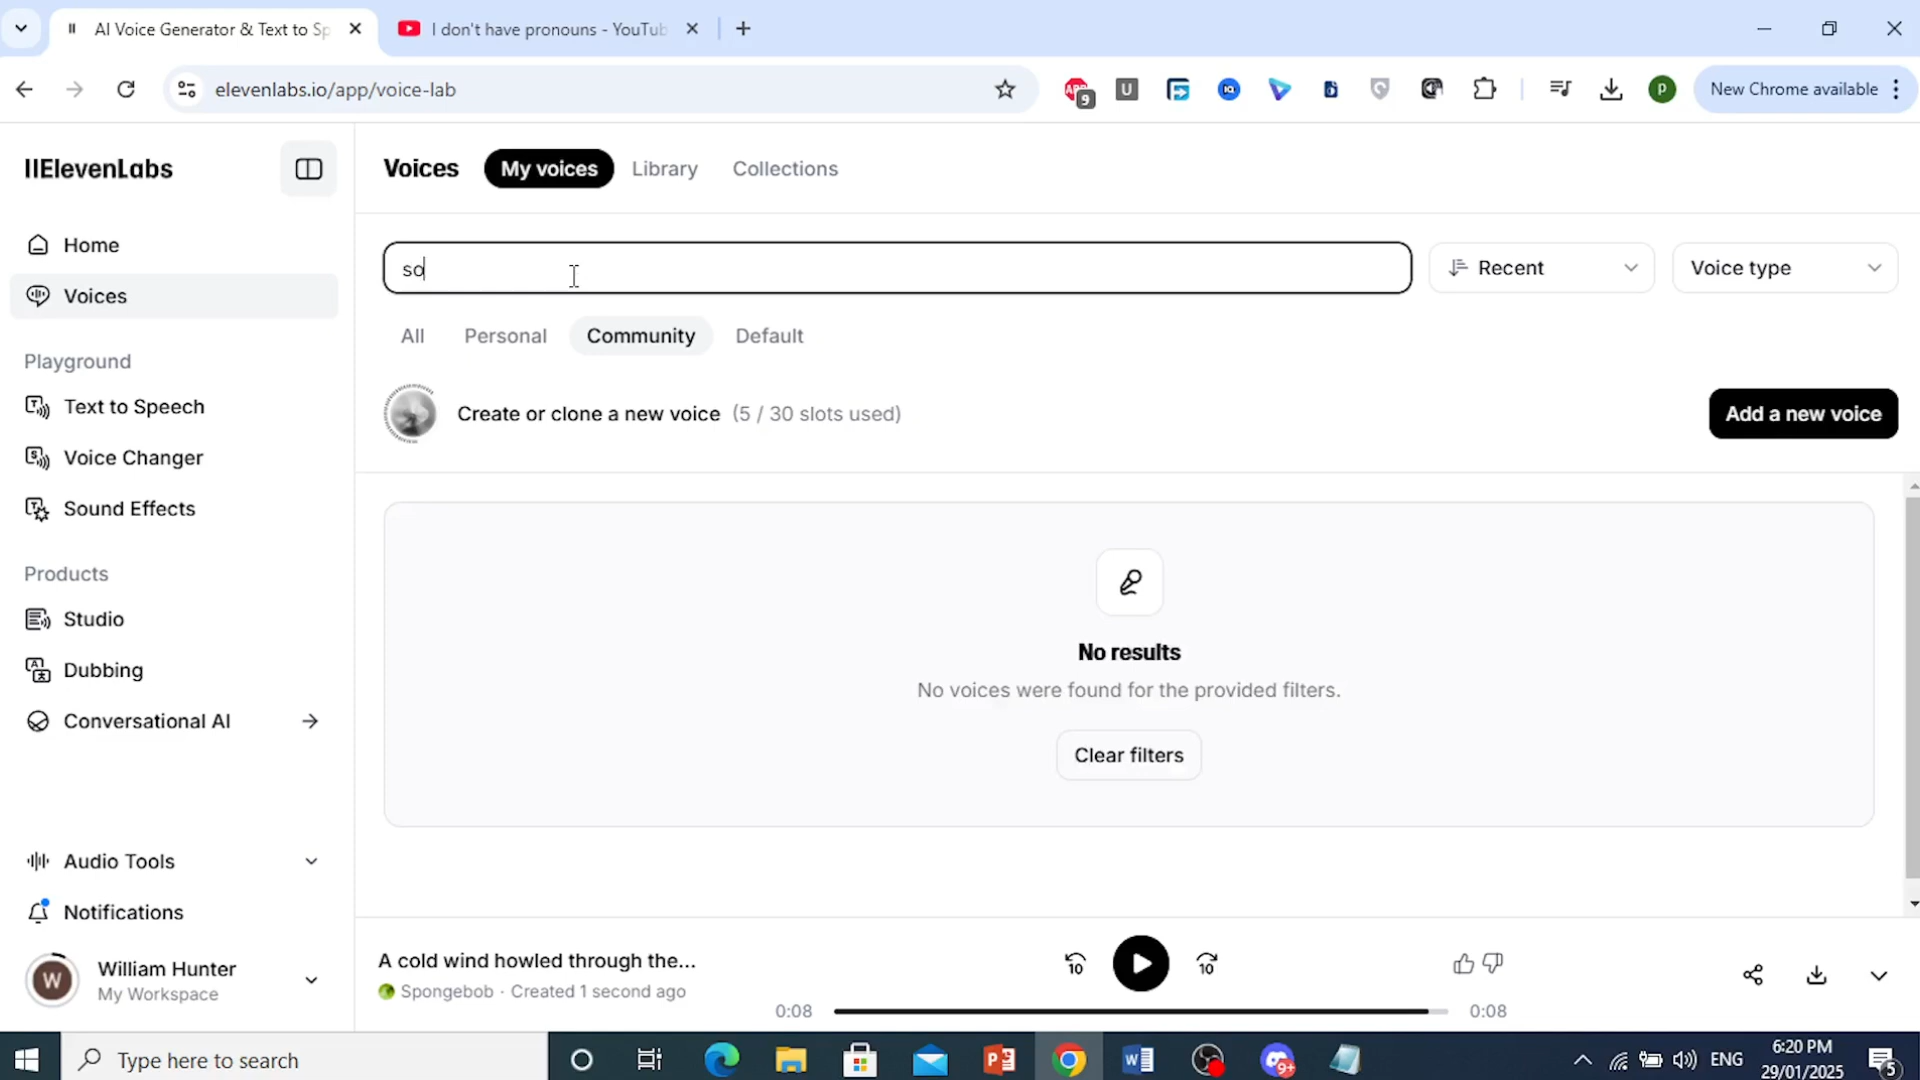 AI Voice Generator & Text to Sp
I don't have pronouns - YouTub
elevenlabs.io/app/voice-lab
9
U
New Chrome available
P
IIElevenLabs
Home
Voices
Playground
Text to Speech
Voice Changer
Sound Effects
Products
Studio
Dubbing
Conversational AI
Audio Tools
Notifications
W
William Hunter
My Workspace
Voices
My voices
Library
Collections
so
Recent
Voice type
All
Personal
Community
Default
Create or clone a new voice (5 / 30 slots used)
Add a new voice
No results
No voices were found for the provided filters.
Clear filters
A cold wind howled through the...
Spongebob · Created 1 second ago
10
10
0:08
0:08
Type here to search
9+
ENG
6:20 PM
29/01/2025
5